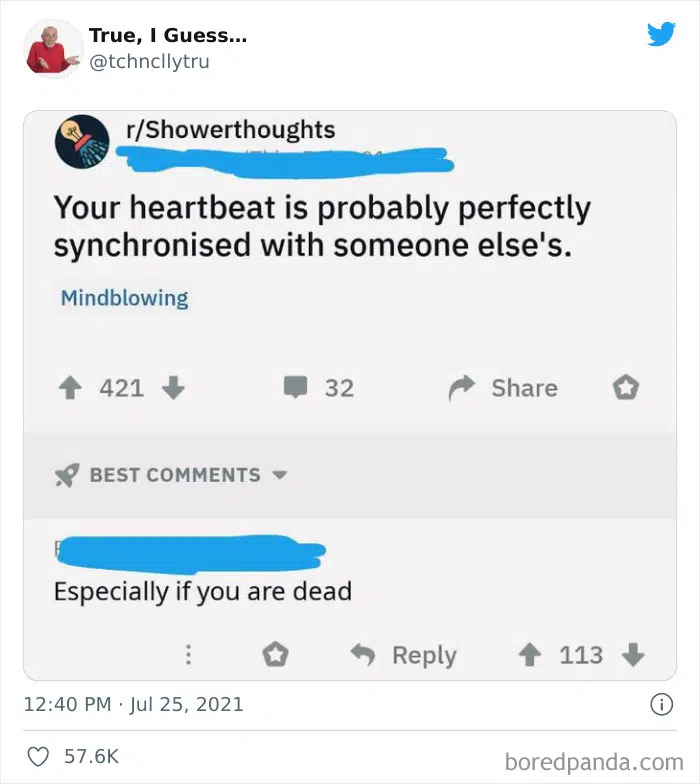 True, I Guess...
@tchncllytru
r/Showerthoughts
Your heartbeat is probably perfectly
synchronised with someone else's.
Mindblowing
421
32
Share
BEST COMMENTS
Especially if you are dead
Reply
113
12:40 PM · Jul 25, 2021
57.6K
boredpanda.com